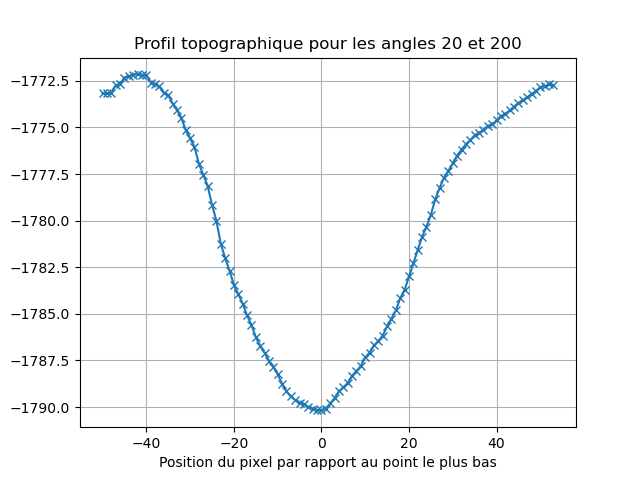 Profil topographique pour les angles 20 et 200
−1772.5
−1775.0
−1777.5
−1780.0
−1782.5
−1785.0
−1787.5
−1790.0
−40 −20 0 20 40
Position du pixel par rapport au point le plus bas